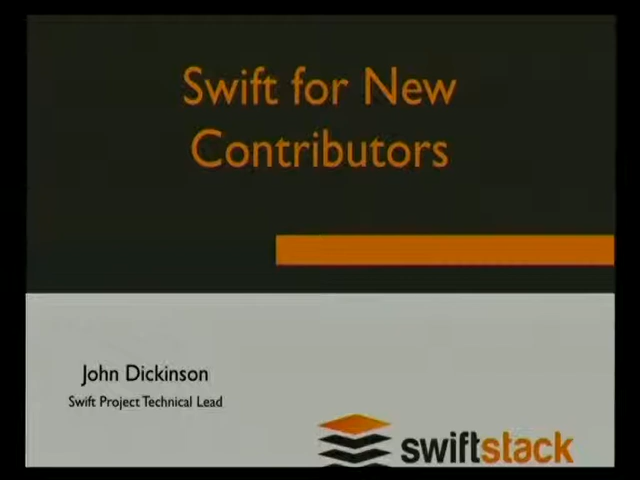 Swift for New
Contributors
John Dickinson
Swift Project Technical Lead
swiftstack